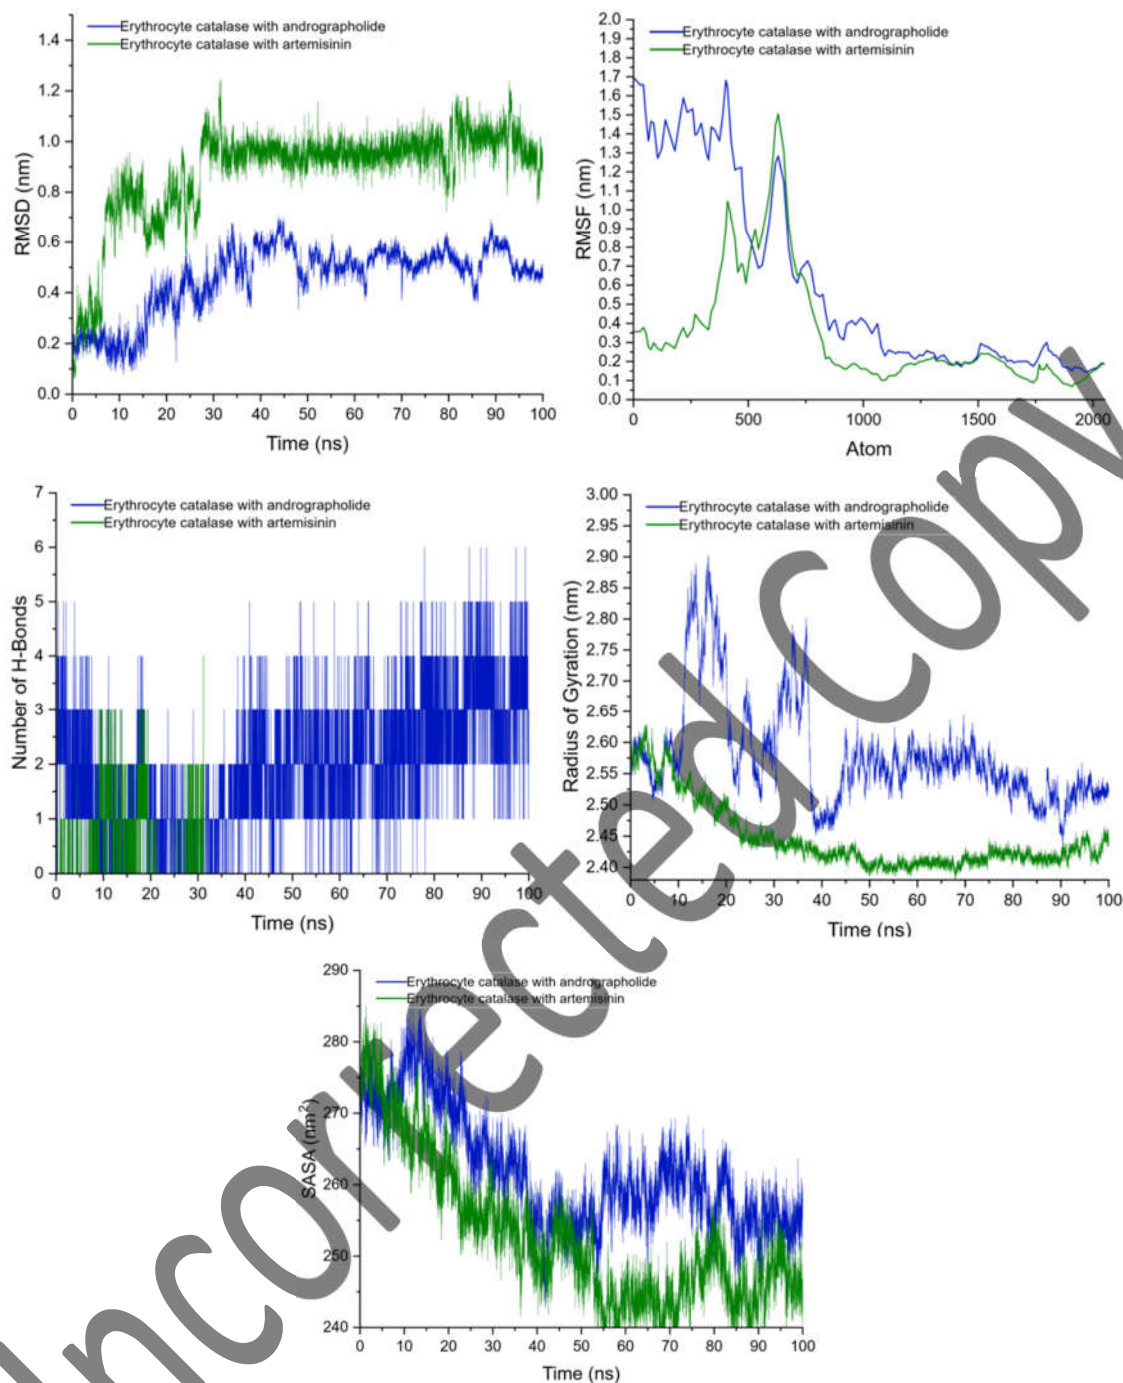 Erythrocyte catalase with andrographolide
Erythrocyte catalase with artemisinin
1.4
1.2
1.0
0.8
0.6
0.4
0.2
0.0
RMSD (nm)
0 10 20 30 40 50 60 70 80 90 100
Time (ns)
Erythrocyte catalase with andrographolide
Erythrocyte catalase with artemisinin
2.0
1.9
1.8
1.7
1.6
1.5
1.4
1.3
1.2
1.1
1.0
0.9
0.8
0.7
0.6
0.5
0.4
0.3
0.2
0.1
0.0
RMSF (nm)
0 500 1000 1500 2000
Atom
Erythrocyte catalase with andrographolide
Erythrocyte catalase with artemisinin
7
6
5
4
3
2
1
0
Number of H-Bonds
0 10 20 30 40 50 60 70 80 90 100
Time (ns)
Erythrocyte catalase with andrographolide
Erythrocyte catalase with artemisinin
3.00
2.95
2.90
2.85
2.80
2.75
2.70
2.65
2.60
2.55
2.50
2.45
2.40
Radius of Gyration (nm)
0 10 20 30 40 50 60 70 80 90 100
Time (ns)
Erythrocyte catalase with andrographolide
Erythrocyte catalase with artemisinin
290
280
270
260
250
240
SASA (nm²)
0 10 20 30 40 50 60 70 80 90 100
Time (ns)
ncorrected Copy